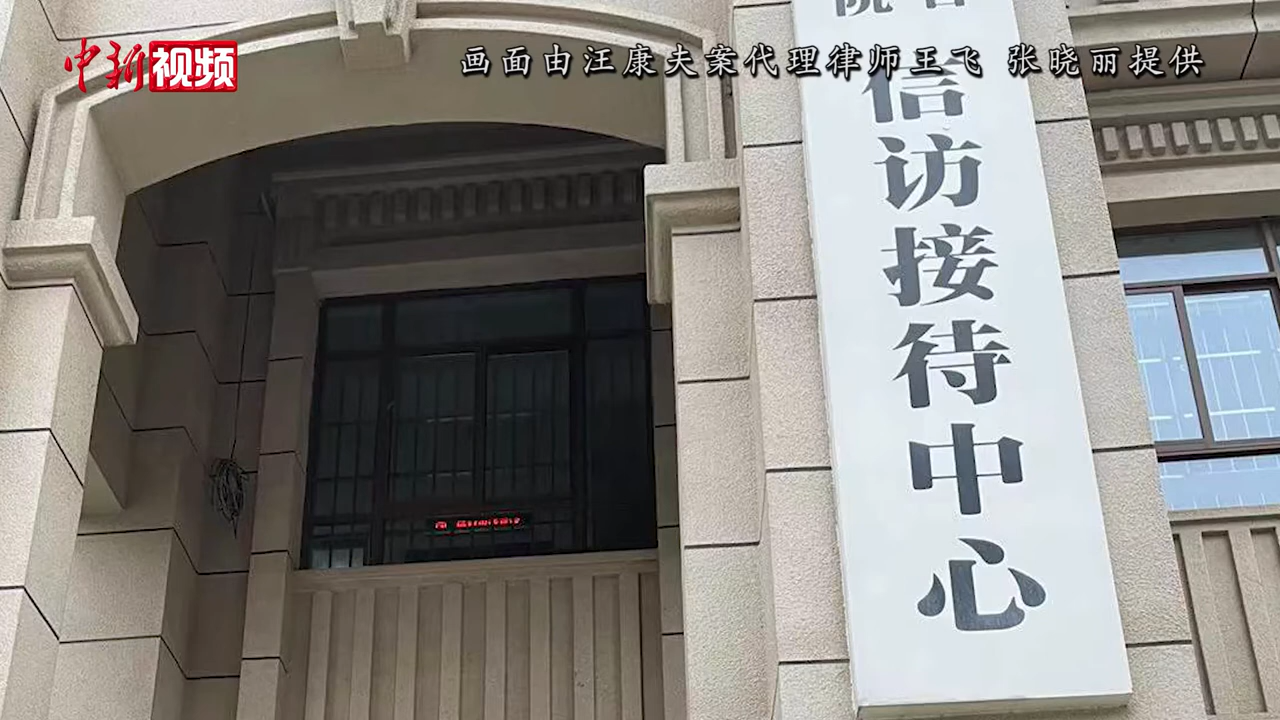 中新视频
画面由汪康夫案代理律师王飞 张晓丽提供
信访接待中心